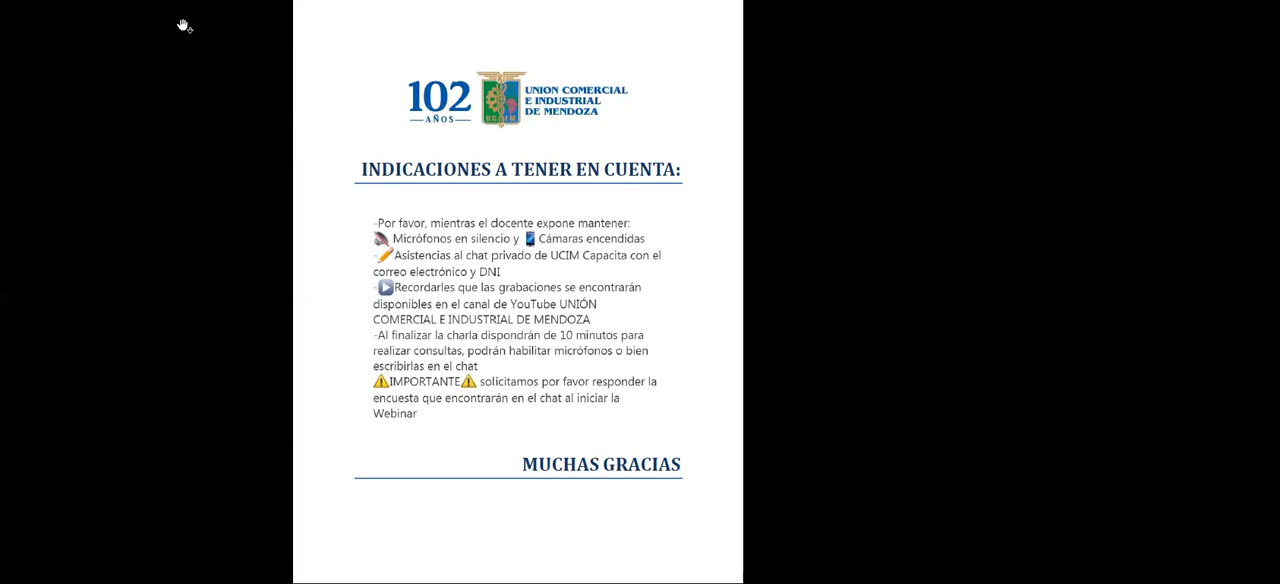 102
AÑOS
UCIM
UNION COMERCIAL
E INDUSTRIAL
DE MENDOZA
INDICACIONES A TENER EN CUENTA:
-Por favor, mientras el docente expone mantener:
Micrófonos en silencio y Cámaras encendidas
-Asistencias al chat privado de UCIM Capacita con el
correo electrónico y DNI
-Recordarles que las grabaciones se encontrarán
disponibles en el canal de YouTube UNIÓN
COMERCIAL E INDUSTRIAL DE MENDOZA
-Al finalizar la charla dispondrán de 10 minutos para
realizar consultas, podrán habilitar micrófonos o bien
escribirlas en el chat
⚠IMPORTANTE⚠ solicitamos por favor responder la
encuesta que encontrarán en el chat al iniciar la
Webinar
MUCHAS GRACIAS